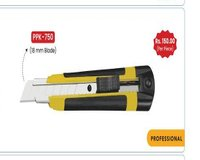 PPK - 750
(18 mm Blade)
Rs. 150.00
(Per Piece)
PROFESSIONAL